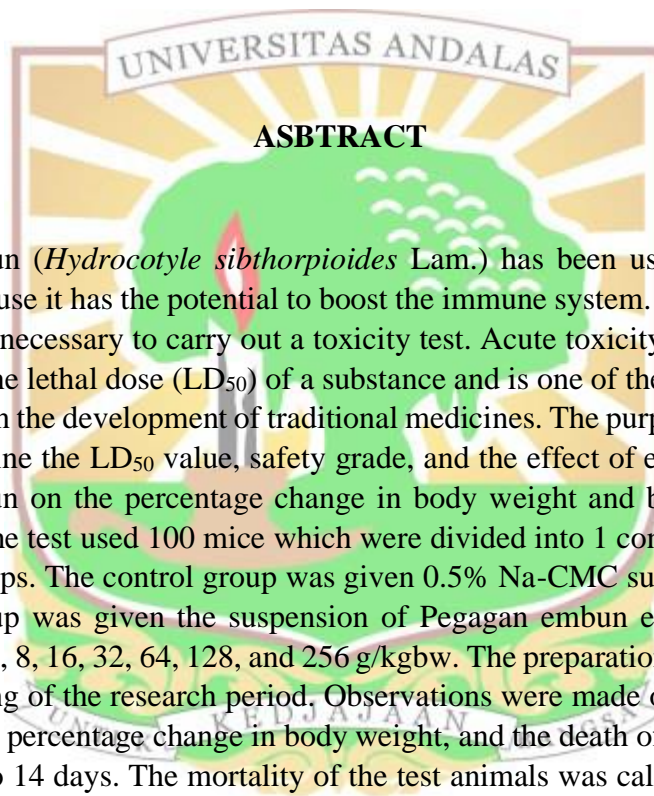 UNIVERSITAS ANDALAS
ASBTRACT
un (Hydrocotyle sibthorpioides Lam.) has been us
use it has the potential to boost the immune system.
necessary to carry out a toxicity test. Acute toxicity
ne lethal dose (LD50) of a substance and is one of the
n the development of traditional medicines. The purp
ine the LD50 value, safety grade, and the effect of e
un on the percentage change in body weight and b
he test used 100 mice which were divided into 1 con
ps. The control group was given 0.5% Na-CMC su
up was given the suspension of Pegagan embun e
, 8, 16, 32, 64, 128, and 256 g/kgbw. The preparation
ng of the research period. Observations were made o
percentage change in body weight, and the death of
o 14 days. The mortality of the test animals was cal
UNTUK KEDJAJAAN BANGSA